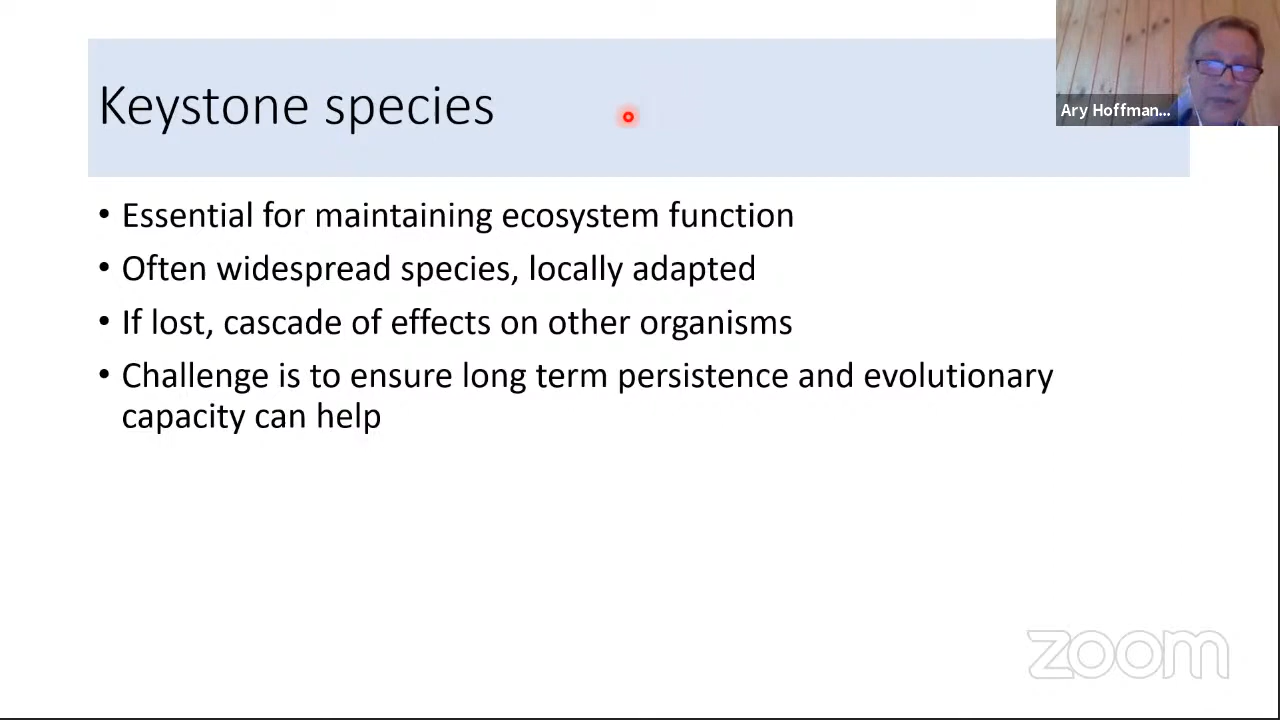 Keystone species
Ary Hoffman...
• Essential for maintaining ecosystem function
• Often widespread species, locally adapted
• If lost, cascade of effects on other organisms
• Challenge is to ensure long term persistence and evolutionary
capacity can help
zoom